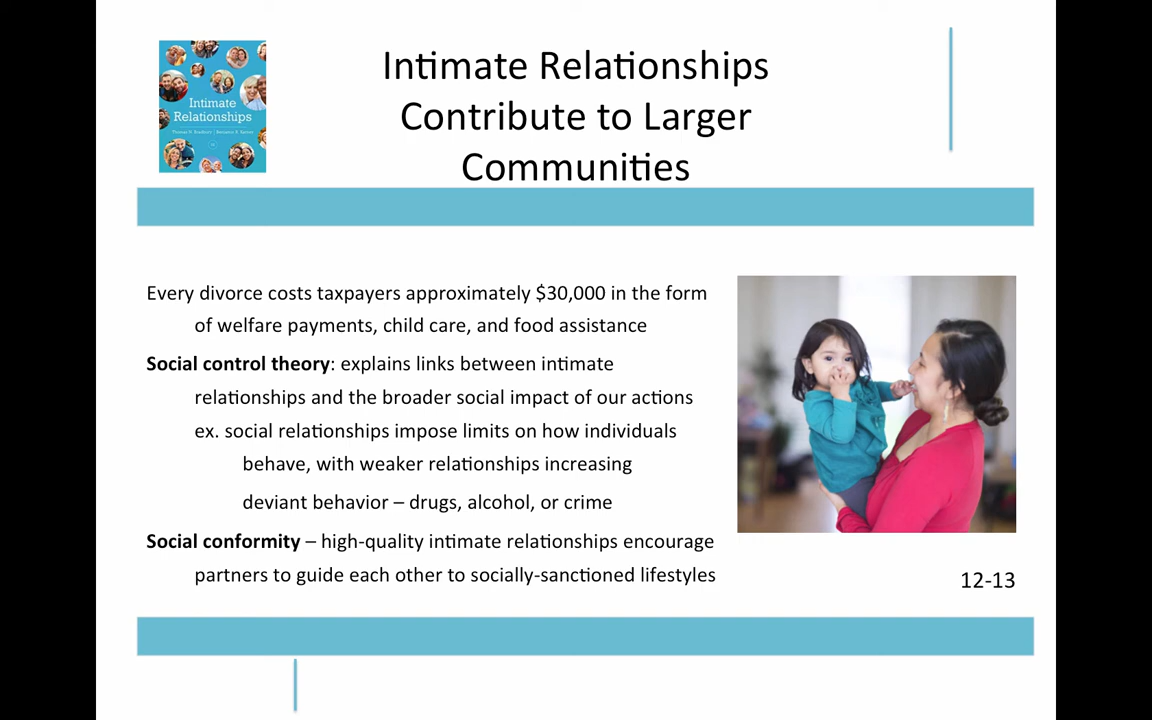 Intimate Relationships
Contribute to Larger
Communities
Intimate
Relationships
Every divorce costs taxpayers approximately $30,000 in the form
of welfare payments, child care, and food assistance
Social control theory: explains links between intimate
relationships and the broader social impact of our actions
ex. social relationships impose limits on how individuals
behave, with weaker relationships increasing
deviant behavior – drugs, alcohol, or crime
Social conformity – high-quality intimate relationships encourage
partners to guide each other to socially-sanctioned lifestyles
12-13